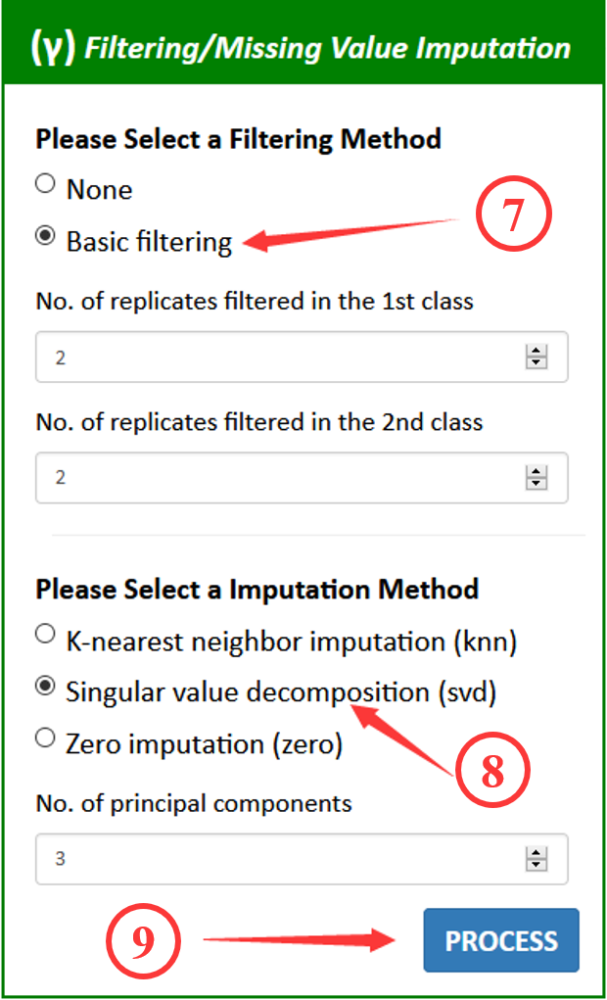 (γ) Filtering/Missing Value Imputation
Please Select a Filtering Method
None
Basic filtering
7
No. of replicates filtered in the 1st class
2
No. of replicates filtered in the 2nd class
2
Please Select a Imputation Method
K-nearest neighbor imputation (knn)
Singular value decomposition (svd)
Zero imputation (zero)
8
No. of principal components
3
9
PROCESS